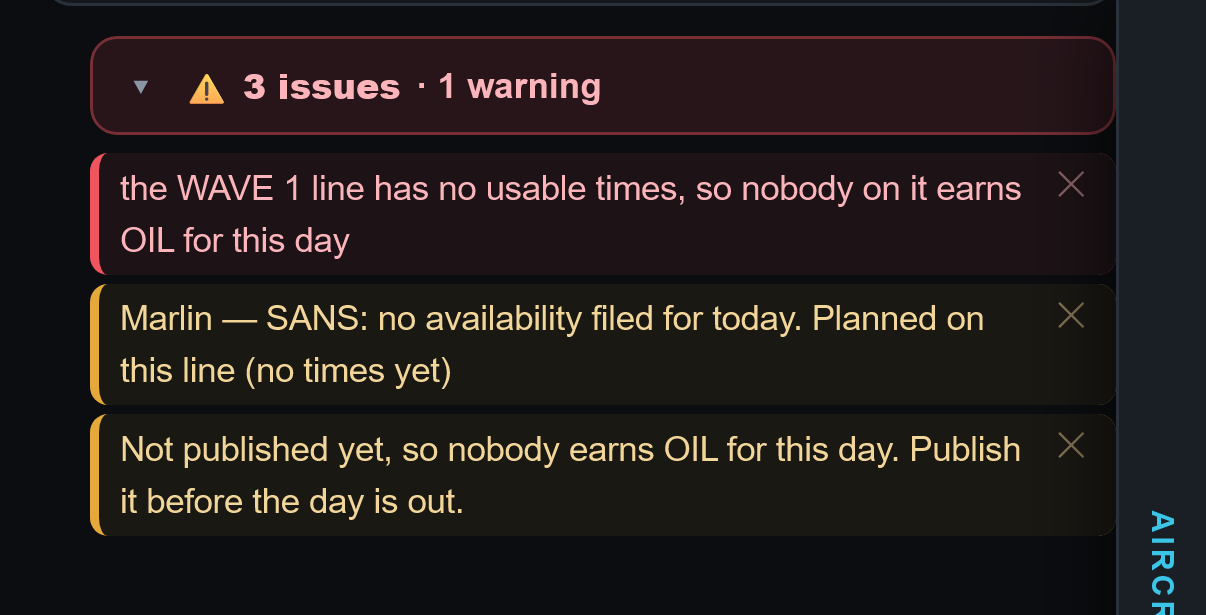 3 issues · 1 warning
the WAVE 1 line has no usable times, so nobody on it earns
OIL for this day
Marlin — SANS: no availability filed for today. Planned on
this line (no times yet)
Not published yet, so nobody earns OIL for this day. Publish
it before the day is out.